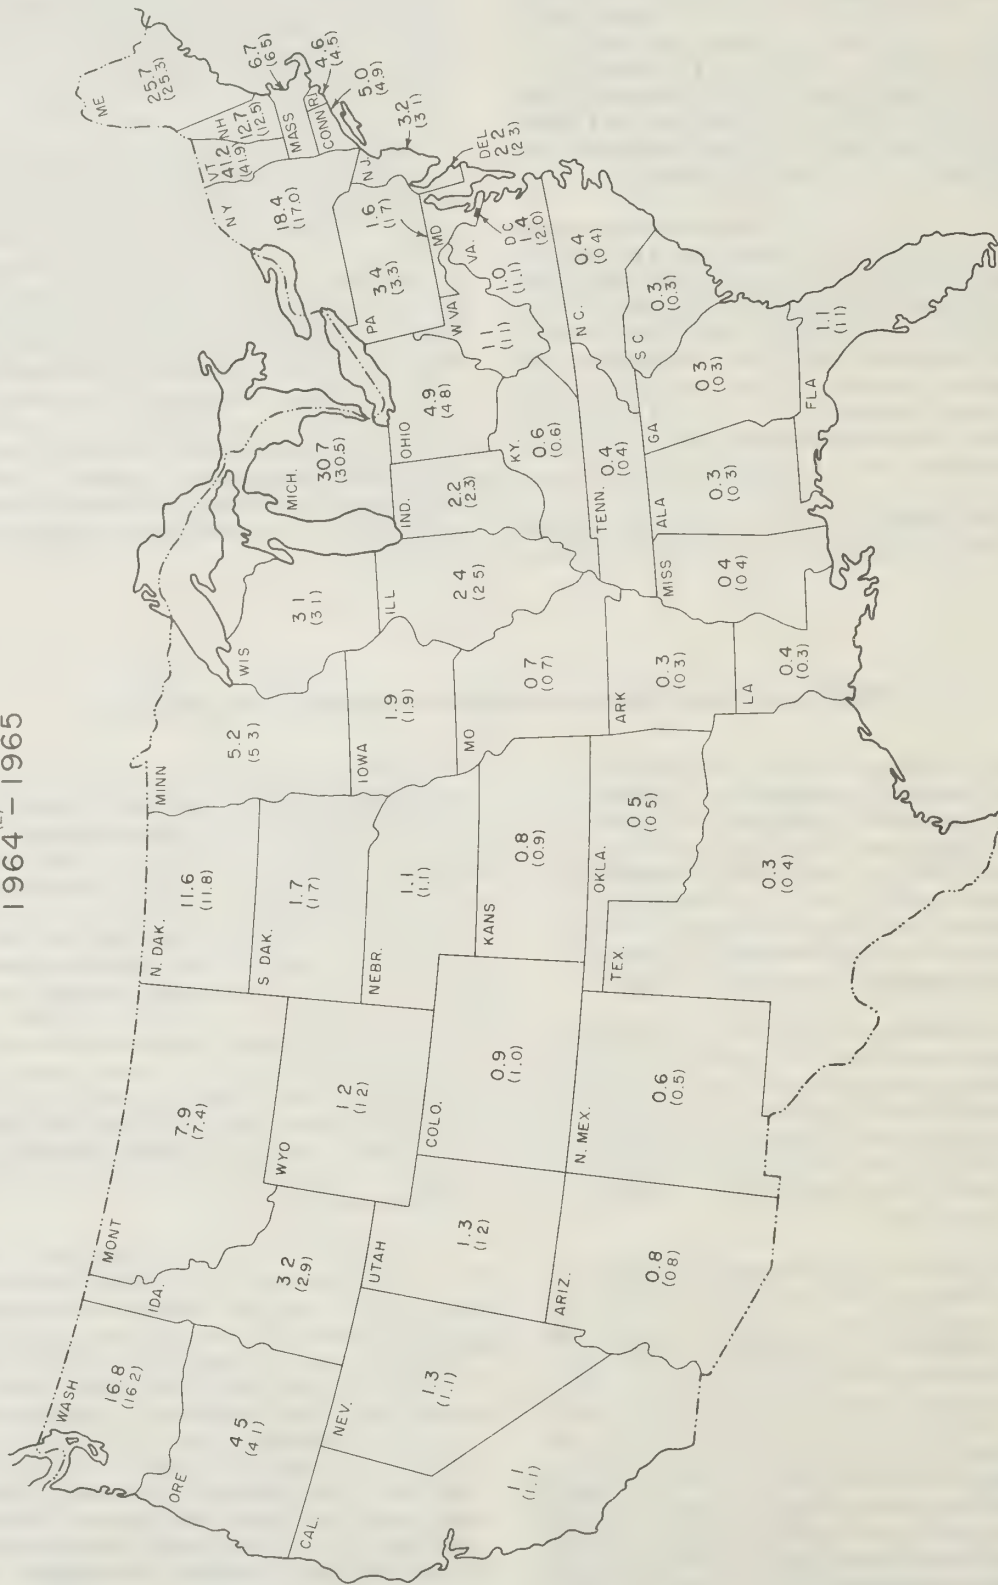 1964(2) – 1965
WASH
16.8
(16 2)
ORE
4 5
(4 1)
CAL.
1.1
(1.1)
NEV.
1.3
(1.1)
IDA.
3 2
(2.9)
MONT
7.9
(7.4)
WYO
1 2
(1 2)
UTAH
1.3
(1 2)
ARIZ.
0.8
(0.8)
COLO.
0.9
(1.0)
N. MEX.
0.6
(0.5)
N. DAK.
11.6
(11.8)
S DAK.
1.7
(1 7)
NEBR.
1.1
(1.1)
KANS
0.8
(0.9)
OKLA.
0 5
(0 5)
TEX.
0.3
(0 4)
MINN
5.2
(5 3)
IOWA
1.9
(1.9)
MO
0 7
(0 7)
ARK
0.3
(0.3)
LA
0.4
(0.3)
WIS
3 1
(3 1)
ILL
2 4
(2 5)
MICH.
30 7
(30.5)
IND.
2.2
(2.3)
OHIO
4.9
(4 8)
KY.
0.6
(0.6)
TENN.
0.4
(0 4)
MISS
0 4
(0 4)
ALA
0.3
(0 3)
GA
0 3
(0 3)
FLA
1.1
(1 1)
S C
0.3
(0.3)
N C.
0.4
(0 4)
VA.
1.0
(1.1)
W VA
1 1
(1 1)
D C
1.4
(2.0)
MD
1.6
(1 7)
DEL
2 2
(2 3)
PA
3 4
(3.3)
N J
3.2
(3 1)
NY
18.4
(17.0)
CONN
5.0
(4.9)
RI
4.6
(4.5)
MASS
6.7
(6 5)
VT
41.2
(41.9)
NH
12.7
(12.5)
ME
25.7
(25.3)